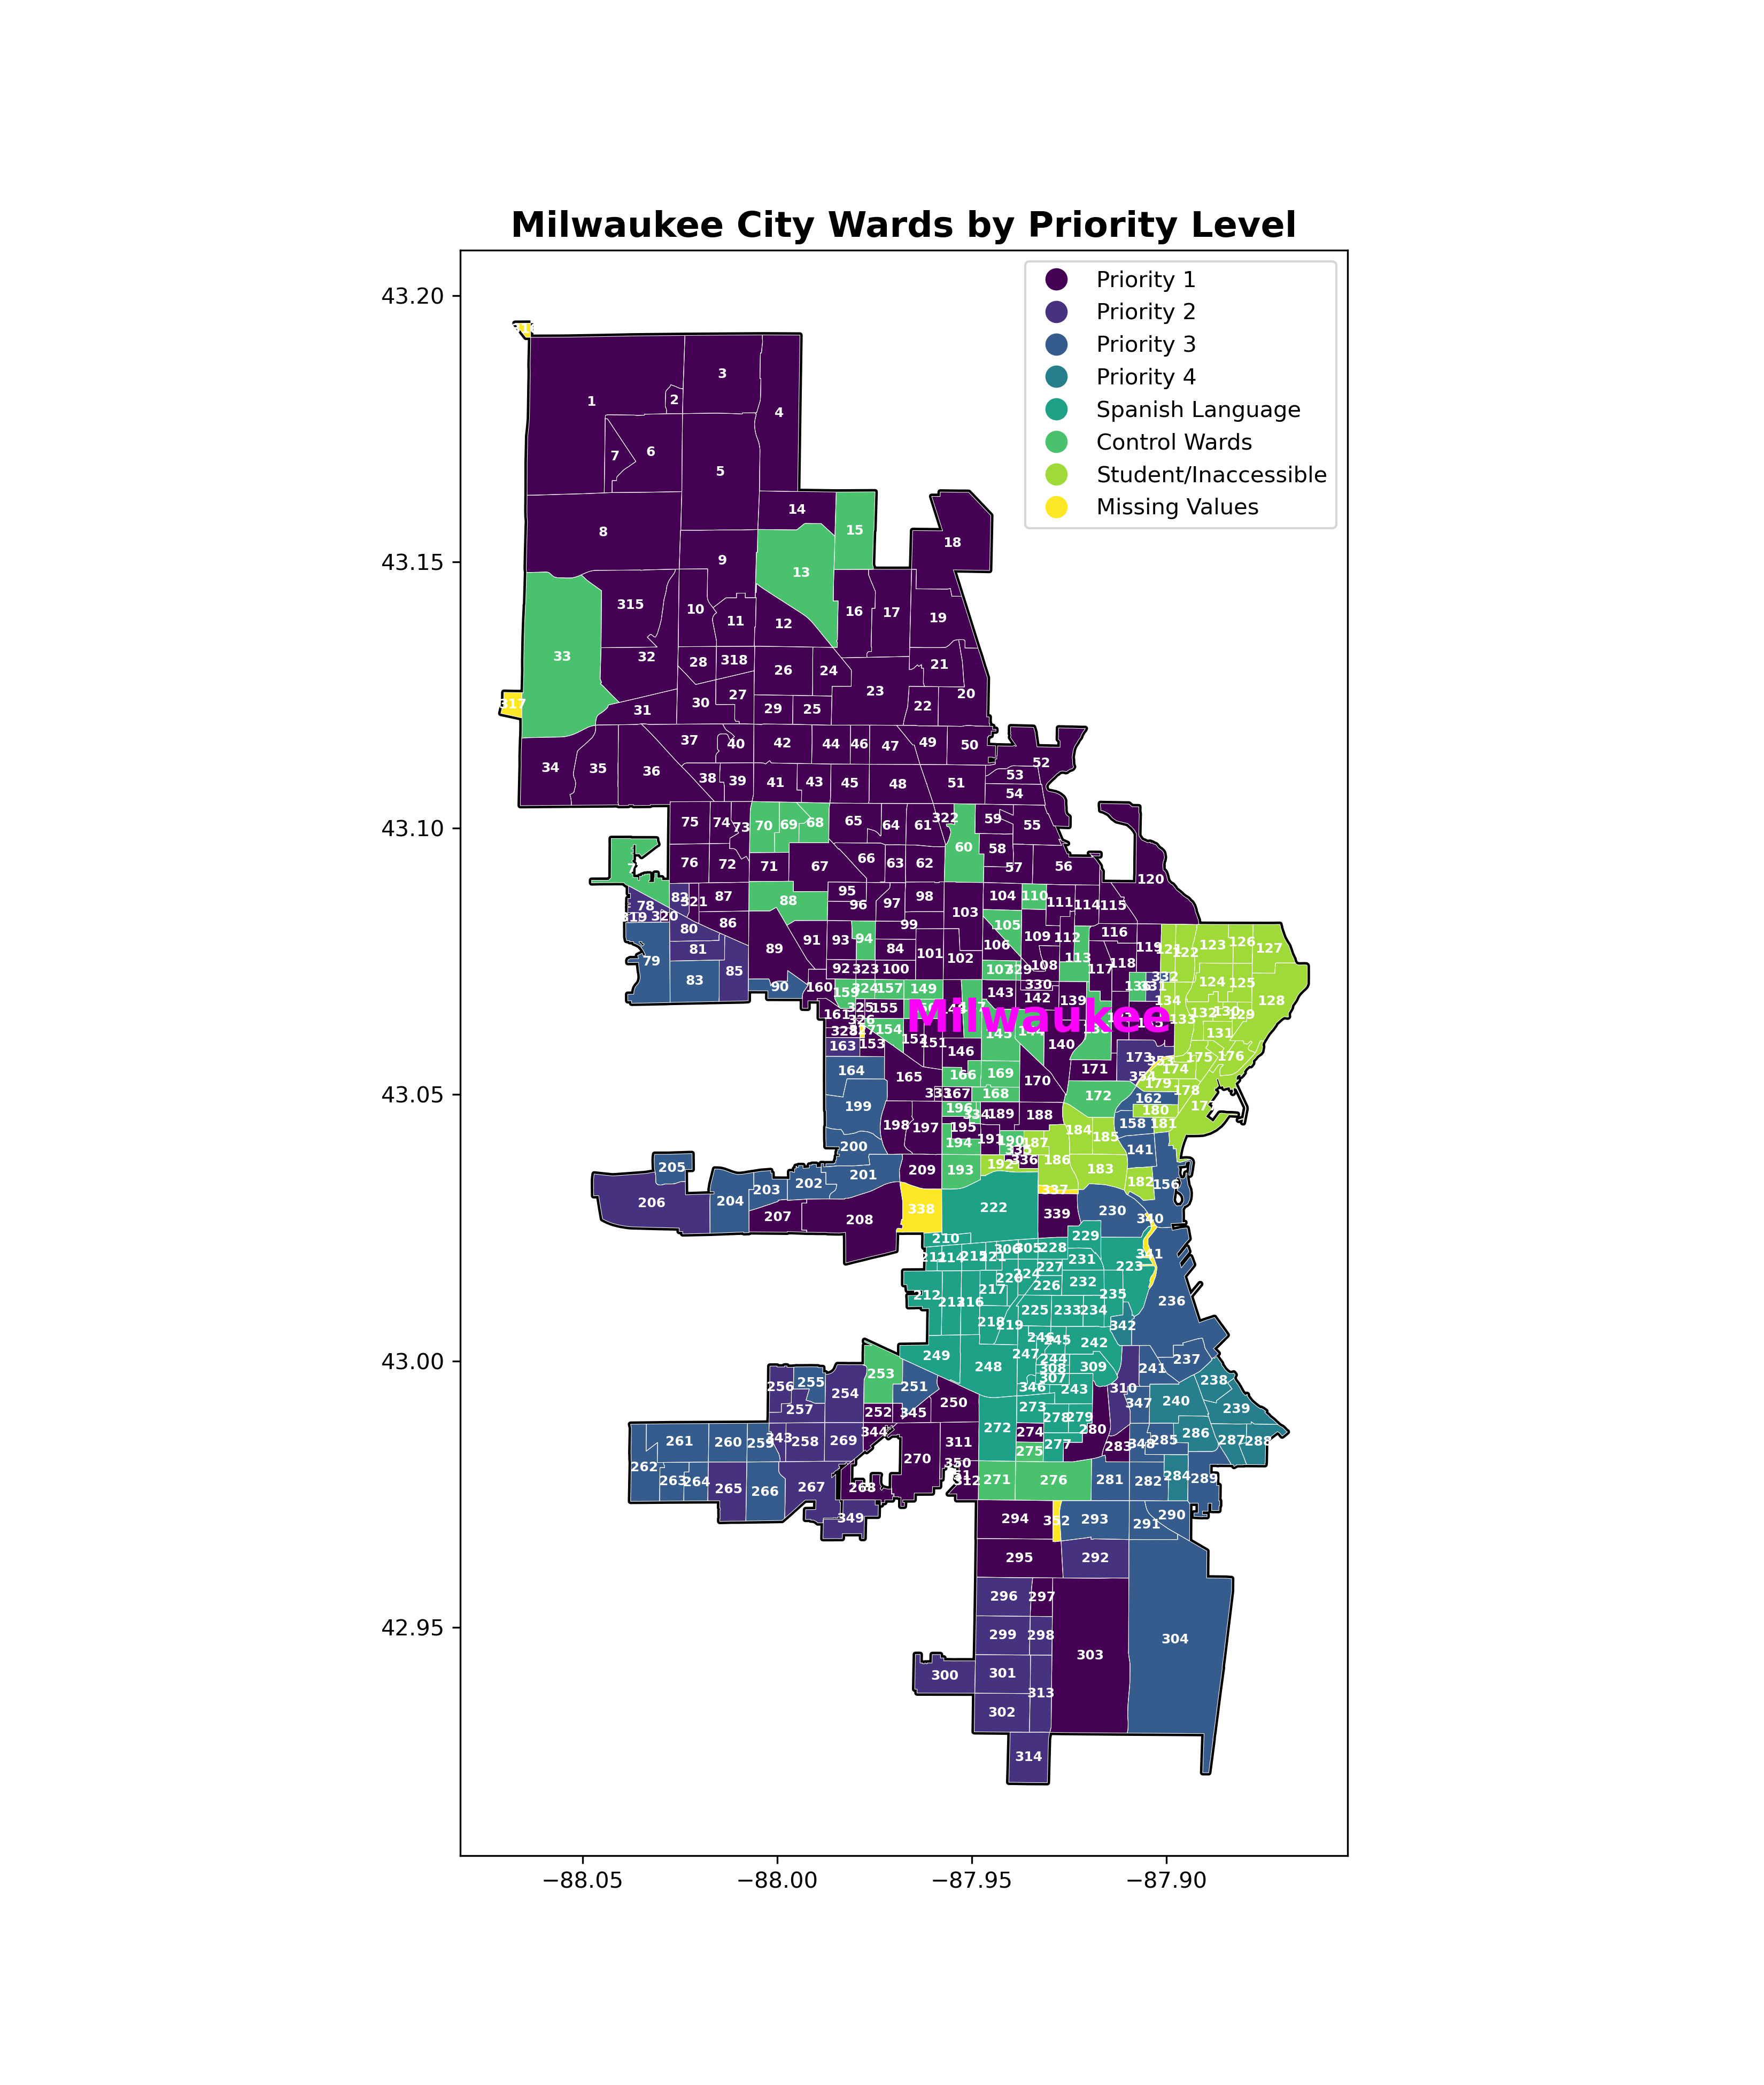 Milwaukee City Wards by Priority Level
Priority 1
Priority 2
Priority 3
Priority 4
Spanish Language
Control Wards
Student/Inaccessible
Missing Values
43.20
43.15
43.10
43.05
43.00
42.95
−88.05 −88.00 −87.95 −87.90
Milwaukee
3
1 2 4
6
7 5
14
8 15
18
9 13
315 10 16 17
11 12 19
33 32 28 318 26 24 21
23 20
317 30 27
31 29 25 22
37 40 42 44 46 47 49 50
34 35 36 52
38 39 41 43 45 48 51 53
54
75 74 73 70 69 68 65 64 61 322 59 55
60 58
76 72 71 67 66 63 62 57 56
120
78 82 321 87 88 95 96 97 98 104 110 111 114 115
319 320 86 103 105
80 99 116
81 89 91 93 94 84 101 106 109 112 119 122 123 126 127
79 85 102 108 113 118
83 90 92 323 100 117 124 125
160 159 324 157 149 143 330 142 139 332 128
161 155 134 132 130 129
163 153 154 152 151 146 140 131
164 165 166 169 170 171 173 174 175 176
199 167 168 172 354 179 178
162 180
198 197 196 334 189 188 158 181
195 194 190 187 184 185 141
200 193 192 336 186 183
205 201 209 182 156
206 204 203 202 337
207 208 338 222 339 230 340
210 229
214 221 305 228 231 341
227 223
212 217 226 232 235 236
225 233 234
218 219 342
249 246 245 242
248 247 244 237
253 308 309 241
256 255 254 251 307 238
257 346 243 310
252 345 250 273 347 240 239
272 278 279 280
261 260 259 343 258 269 344 311 274 286
262 270 350 275 277 283 348 285 287 288
263 264 265 266 267 268 312 271 276 281 282 284 289
349 294 352 293 291 290
295 292
296 297
299 298 304
300 301 303
313
302
314